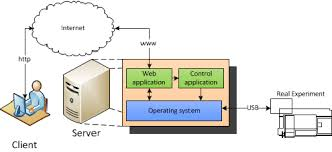 Internet
www
http
Web
application
Control
application
Real Experiment
Operating system
USB
Client
Server